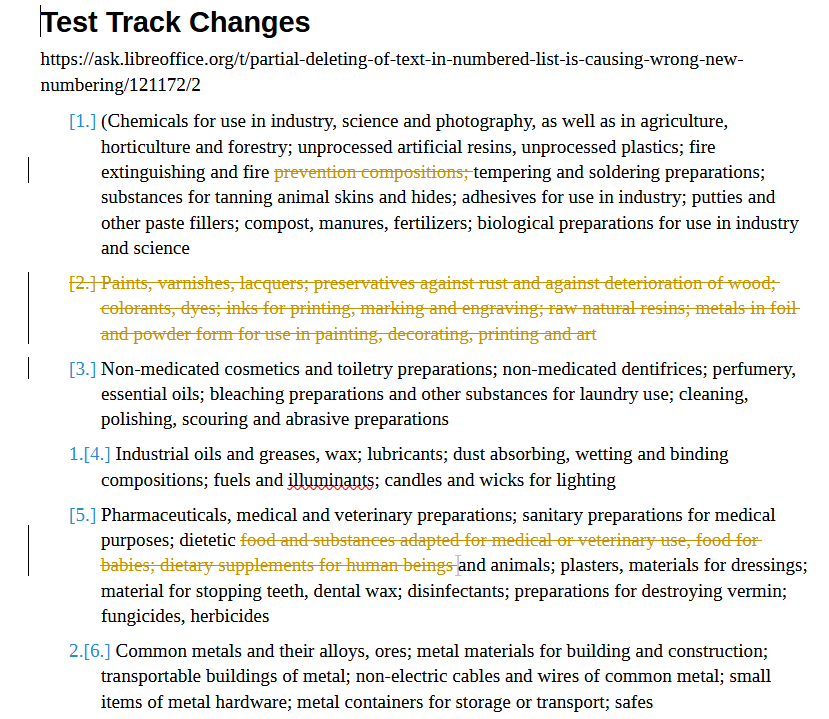 Test Track Changes
https://ask.libreoffice.org/t/partial-deleting-of-text-in-numbered-list-is-causing-wrong-new-
numbering/121172/2
[1.] (Chemicals for use in industry, science and photography, as well as in agriculture,
horticulture and forestry; unprocessed artificial resins, unprocessed plastics; fire
extinguishing and fire prevention compositions; tempering and soldering preparations;
substances for tanning animal skins and hides; adhesives for use in industry; putties and
other paste fillers; compost, manures, fertilizers; biological preparations for use in industry
and science
[2.] Paints, varnishes, lacquers; preservatives against rust and against deterioration of wood;
colorants, dyes; inks for printing, marking and engraving; raw natural resins; metals in foil
and powder form for use in painting, decorating, printing and art
[3.] Non-medicated cosmetics and toiletry preparations; non-medicated dentifrices; perfumery,
essential oils; bleaching preparations and other substances for laundry use; cleaning,
polishing, scouring and abrasive preparations
1.[4.] Industrial oils and greases, wax; lubricants; dust absorbing, wetting and binding
compositions; fuels and illuminants; candles and wicks for lighting
[5.] Pharmaceuticals, medical and veterinary preparations; sanitary preparations for medical
purposes; dietetic food and substances adapted for medical or veterinary use, food for
babies; dietary supplements for human beings and animals; plasters, materials for dressings;
material for stopping teeth, dental wax; disinfectants; preparations for destroying vermin;
fungicides, herbicides
2.[6.] Common metals and their alloys, ores; metal materials for building and construction;
transportable buildings of metal; non-electric cables and wires of common metal; small
items of metal hardware; metal containers for storage or transport; safes